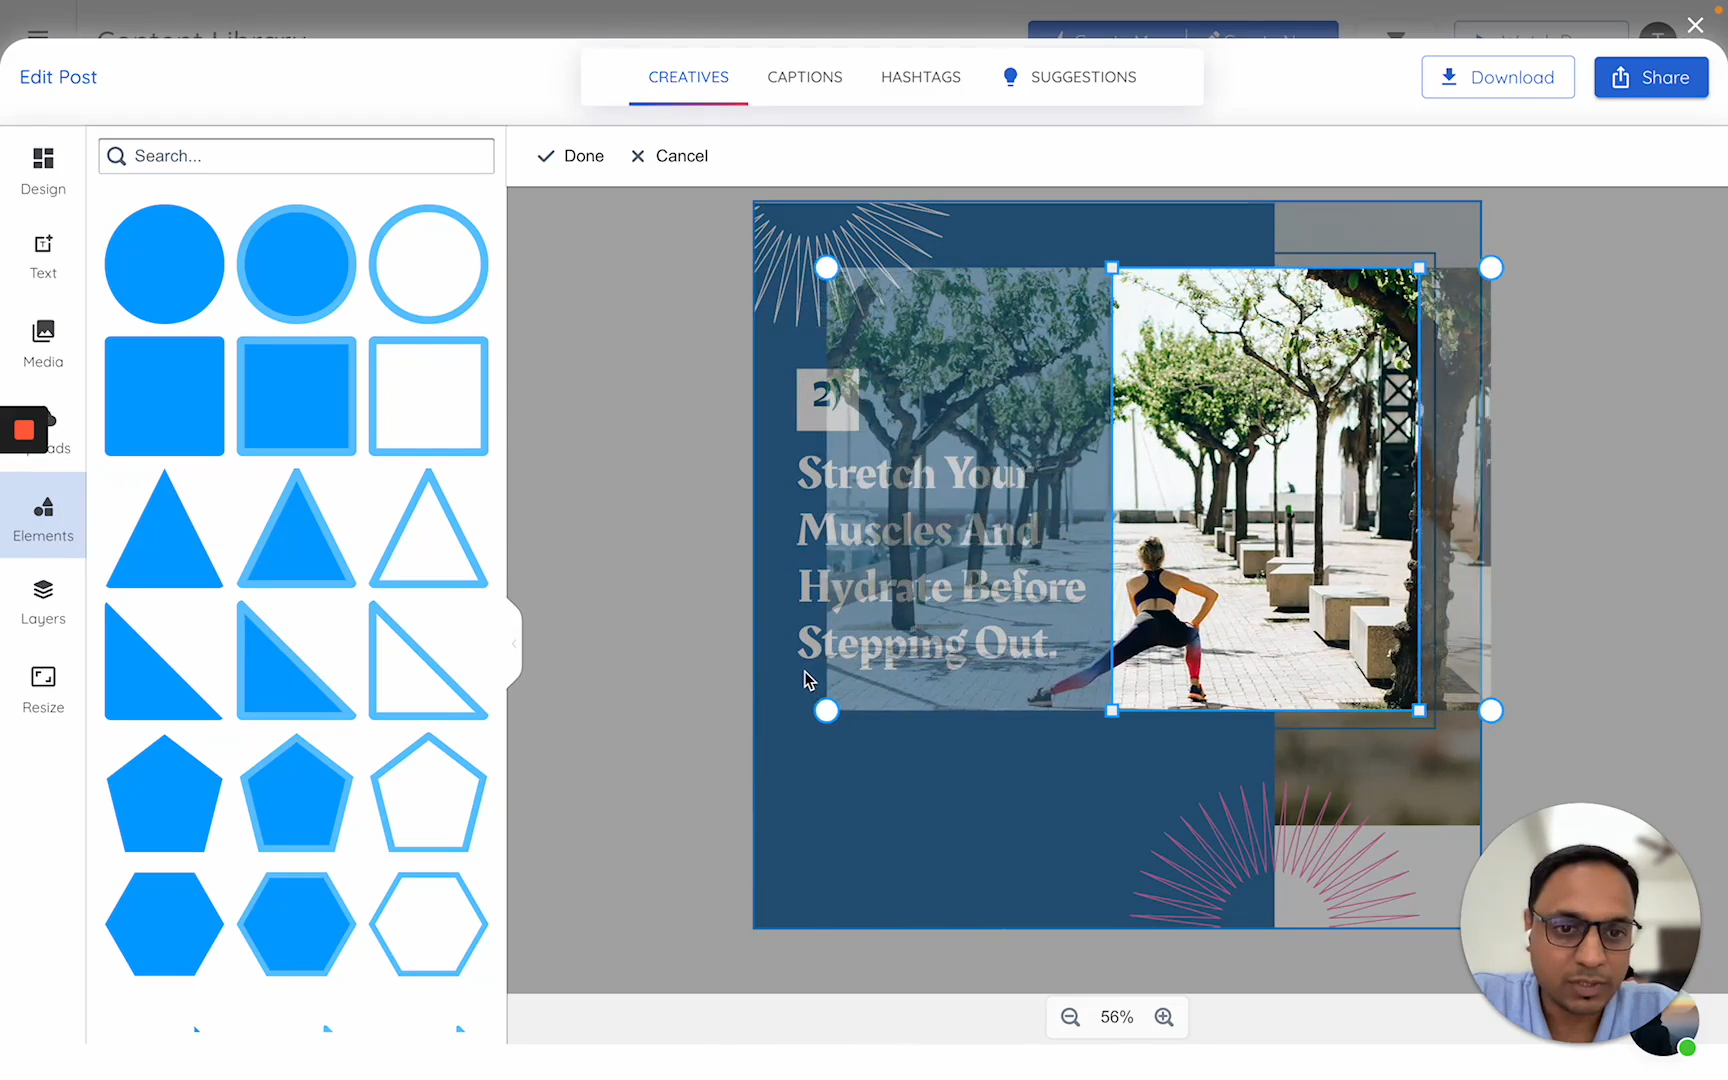 Edit Post
CREATIVES
CAPTIONS
HASHTAGS
SUGGESTIONS
Download
Share
Design
Text
Media
Elements
Layers
Resize
Search...
Done
Cancel
2)
Stretch Your
Muscles And
Hydrate Before
Stepping Out.
56%